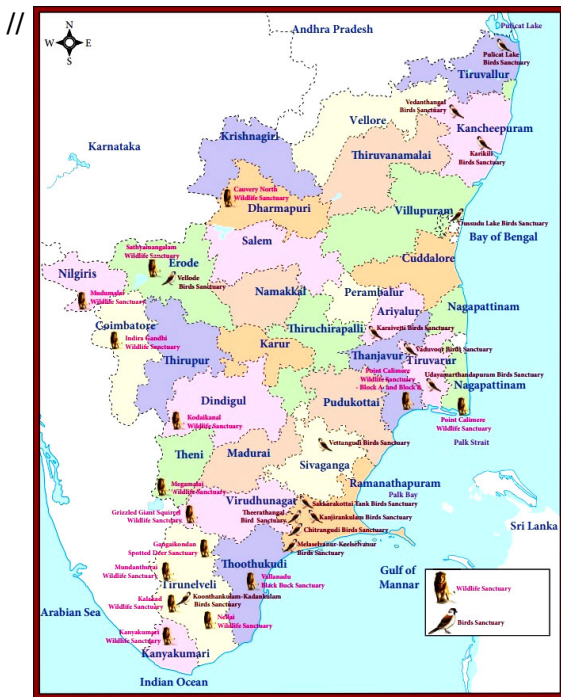 //
N
W E
S
Andhra Pradesh
Pulicat Lake
Pulicat Lake
Birds Sanctuary
Tiruvallur
Vedanthangal
Birds Sanctuary
Vellore
Kancheepuram
Krishnagiri
Karnataka
Thiruvanamalai
Karikili
Birds Sanctuary
Cauvery North
Wildlife Sanctuary
Dharmapuri
Villupuram
Oussudu Lake Birds Sanctuary
Bay of Bengal
Salem
Sathyamangalam
Wildlife Sanctuary
Erode
Cuddalore
Nilgiris
Vellode
Birds Sanctuary
Mudumalai
Wildlife Sanctuary
Namakkal
Perambalur
Ariyalur
Nagapattinam
Coimbatore
Thiruchirapalli
Karaivetti Birds Sanctuary
Indira Gandhi
Wildlife Sanctuary
Karur
Thirupur
Thanjavur
Vaduvoor Birds Sanctuary
Tiruvarur
Point Calimere
Wildlife Sanctuary
Block A and Block B
Udayamarthandapuram Birds Sanctuary
Nagapattinam
Dindigul
Pudukottai
Kodaikanal
Wildlife Sanctuary
Point Calimere
Wildlife Sanctuary
Palk Strait
Vettangudi Birds Sanctuary
Theni
Madurai
Sivaganga
Ramanathapuram
Megamalai
Wildlife Sanctuary
Palk Bay
Virudhunagar
Sakkarakottai Tank Birds Sanctuary
Grizzled Giant Squirrel
Wildlife Sanctuary
Theerathangal
Bird Sanctuary
Kanjirankulam Birds Sanctuary
Sri Lanka
Chitrangudi Birds Sanctuary
Gangaikondan
Spotted Deer Sanctuary
Melaselvanur-Keelselvanur
Birds Sanctuary
Thoothukudi
Gulf of
Mannar
Mundanthurai
Wildlife Sanctuary
Tirunelveli
Vallanadu
Black Buck Sanctuary
Wildlife Sanctuary
Kalakad
Wildlife Sanctuary
Koonthankulam-Kadankulam
Birds Sanctuary
Arabian Sea
Nellai
Wildlife Sanctuary
Birds Sanctuary
Kanyakumari
Wildlife Sanctuary
Kanyakumari
Indian Ocean